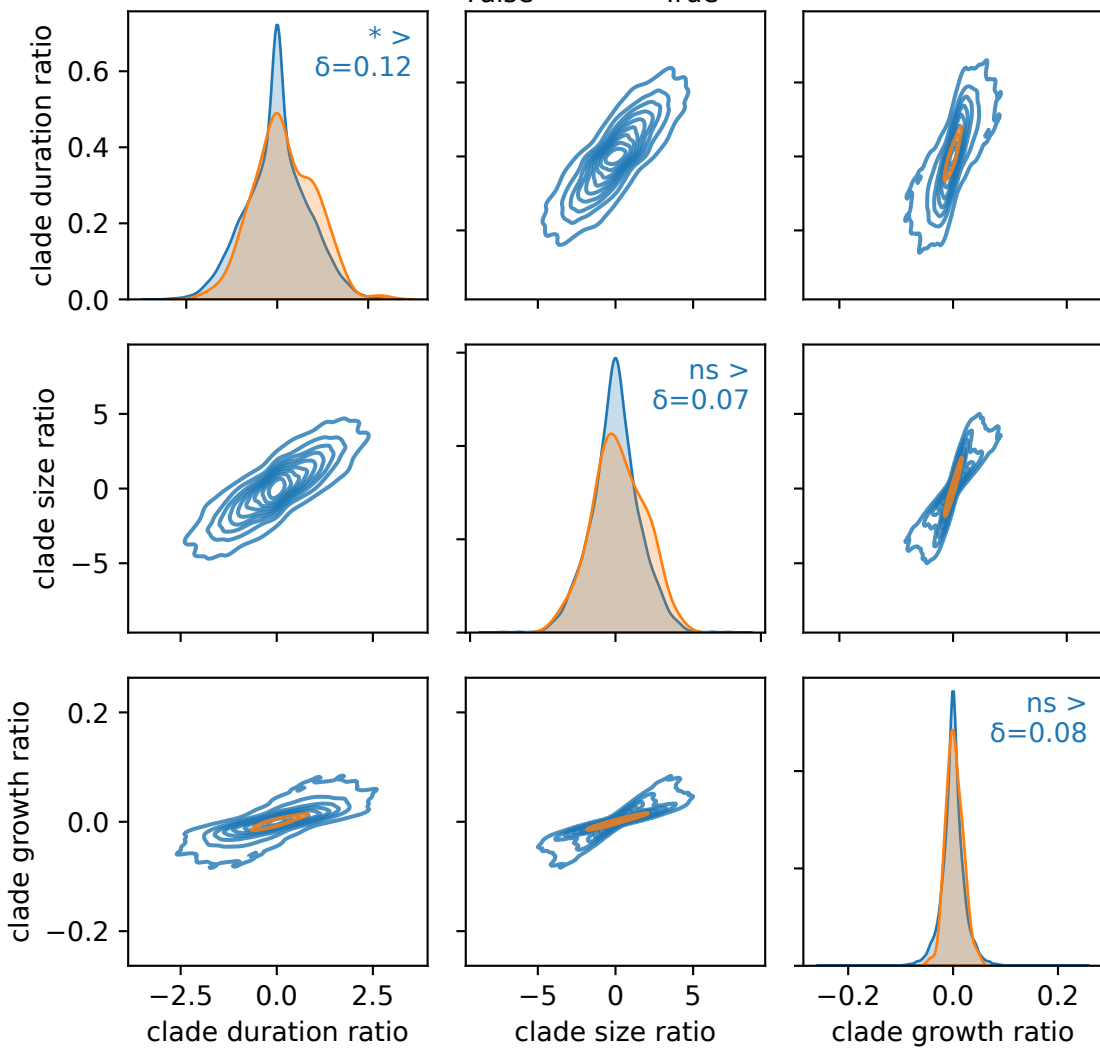 True
clade duration ratio
0.6
0.4
0.2
0.0
* >
δ=0.12
clade size ratio
5
0
−5
ns >
δ=0.07
clade growth ratio
0.2
0.0
−0.2
ns >
δ=0.08
−2.5 0.0 2.5
−5 0 5
−0.2 0.0 0.2
clade duration ratio
clade size ratio
clade growth ratio